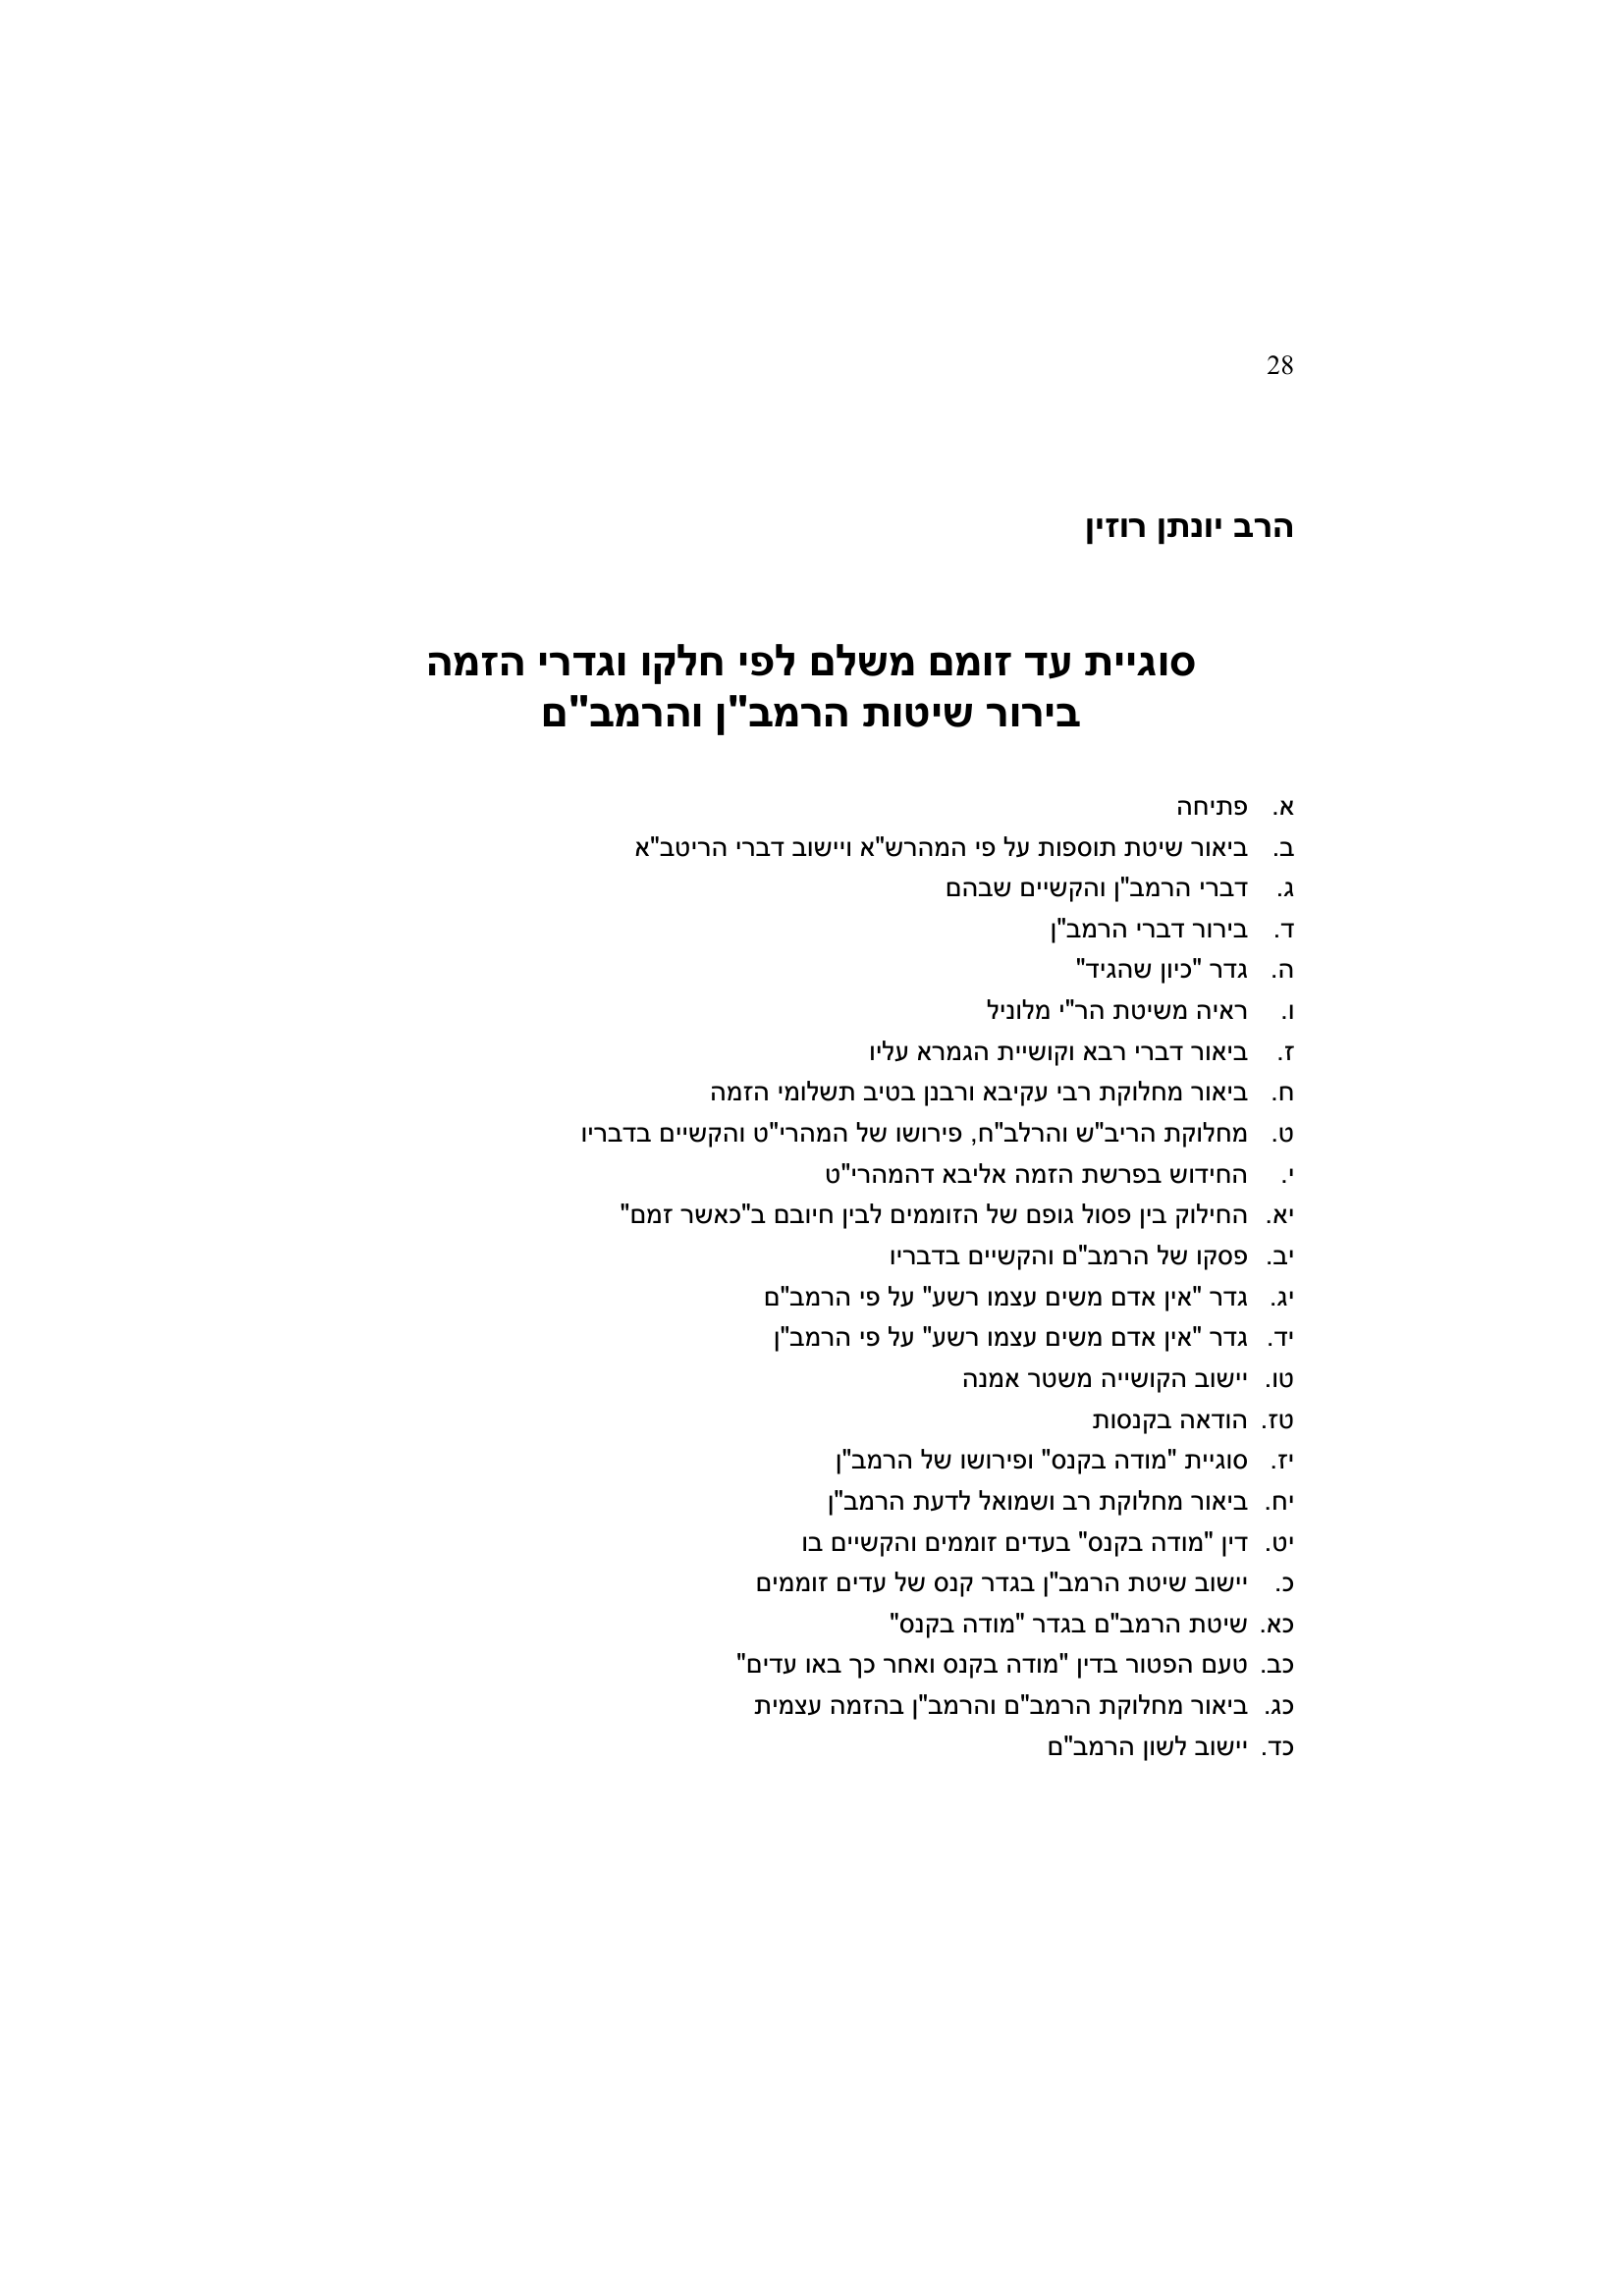 28
הרב יונתן רוזין
סוגיית עד זומם משלם לפי חלקו וגדרי הזמה
בירור שיטות הרמב"ן והרמב"ם
א. פתיחה
ב. ביאור שיטת תוספות על פי המהרש"א ויישוב דברי הריטב"א
ג. דברי הרמב"ן והקשיים שבהם
ד. בירור דברי הרמב"ן
ה. גדר "כיון שהגיד"
ו. ראיה משיטת הר"י מלוניל
ז. ביאור דברי רבא וקושיית הגמרא עליו
ח. ביאור מחלוקת רבי עקיבא ורבנן בטיב תשלומי הזמה
ט. מחלוקת הריב"ש והרלב"ח, פירושו של המהרי"ט והקשיים בדבריו
י. החידוש בפרשת הזמה אליבא דהמהרי"ט
יא. החילוק בין פסול גופם של הזוממים לבין חיובם ב"כאשר זמם"
יב. פסקו של הרמב"ם והקשיים בדבריו
יג. גדר "אין אדם משים עצמו רשע" על פי הרמב"ם
יד. גדר "אין אדם משים עצמו רשע" על פי הרמב"ן
טו. יישוב הקושייה משטר אמנה
טז. הודאה בקנסות
יז. סוגיית "מודה בקנס" ופירושו של הרמב"ן
יח. ביאור מחלוקת רב ושמואל לדעת הרמב"ן
יט. דין "מודה בקנס" בעדים זוממים והקשיים בו
כ. יישוב שיטת הרמב"ן בגדר קנס של עדים זוממים
כא. שיטת הרמב"ם בגדר "מודה בקנס"
כב. טעם הפטור בדין "מודה בקנס ואחר כך באו עדים"
כג. ביאור מחלוקת הרמב"ם והרמב"ן בהזמה עצמית
כד. יישוב לשון הרמב"ם